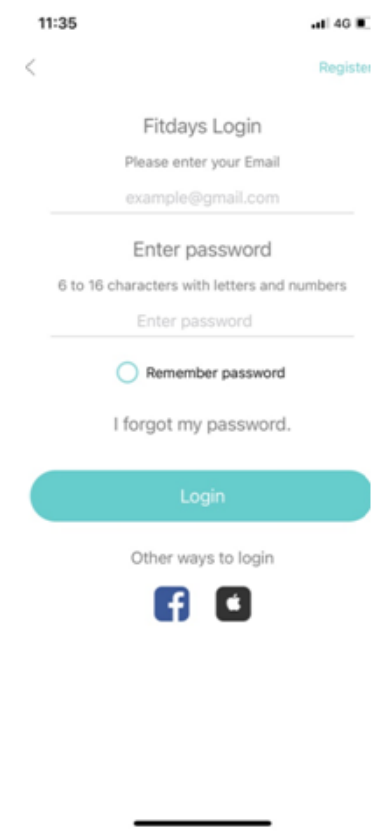 11:35
4G
Register
Fitdays Login
Please enter your Email
example@gmail.com
Enter password
6 to 16 characters with letters and numbers
Enter password
Remember password
I forgot my password.
Login
Other ways to login